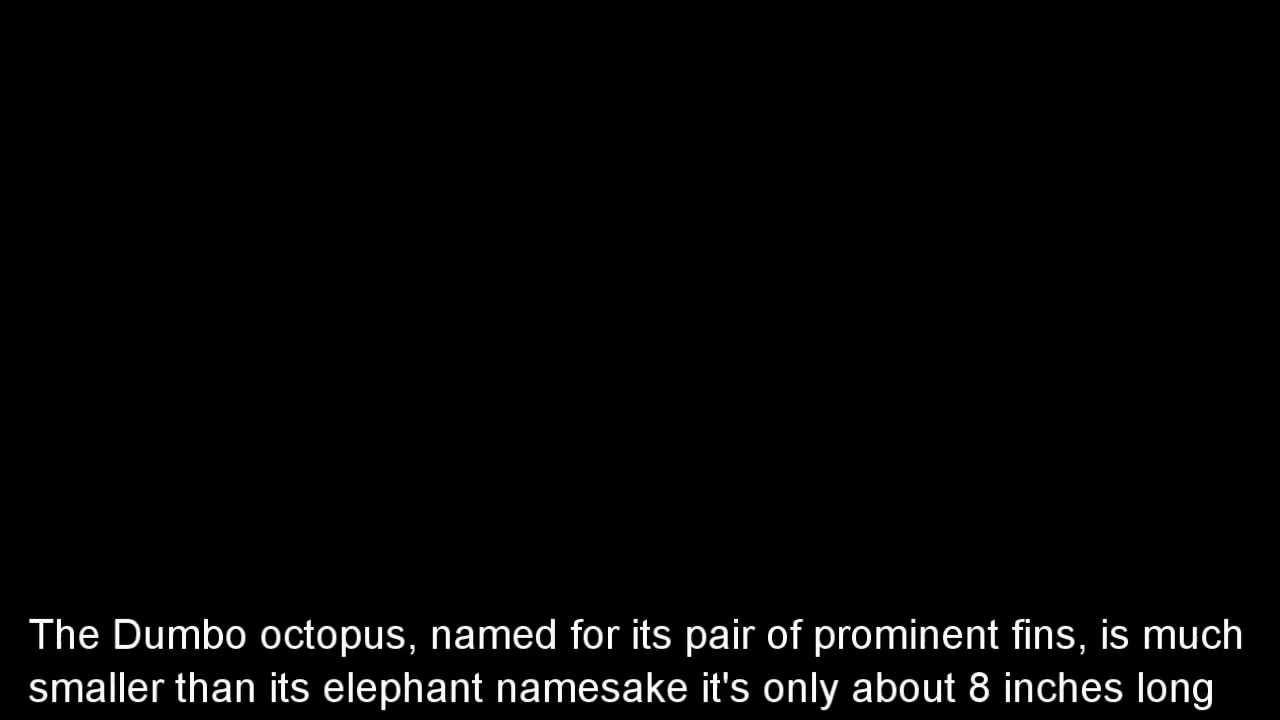 The Dumbo octopus, named for its pair of prominent fins, is much
smaller than its elephant namesake it's only about 8 inches long